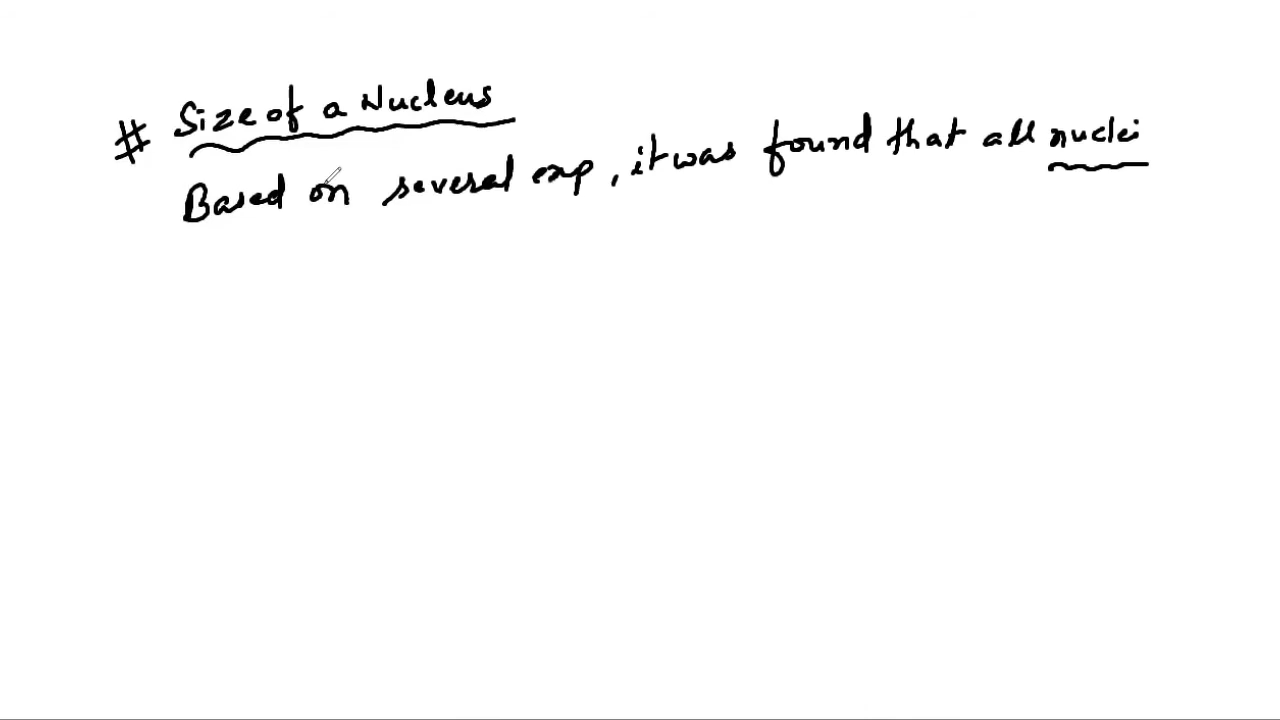 # Size of a Nucleus
Based on several exp, it was found that all nuclei